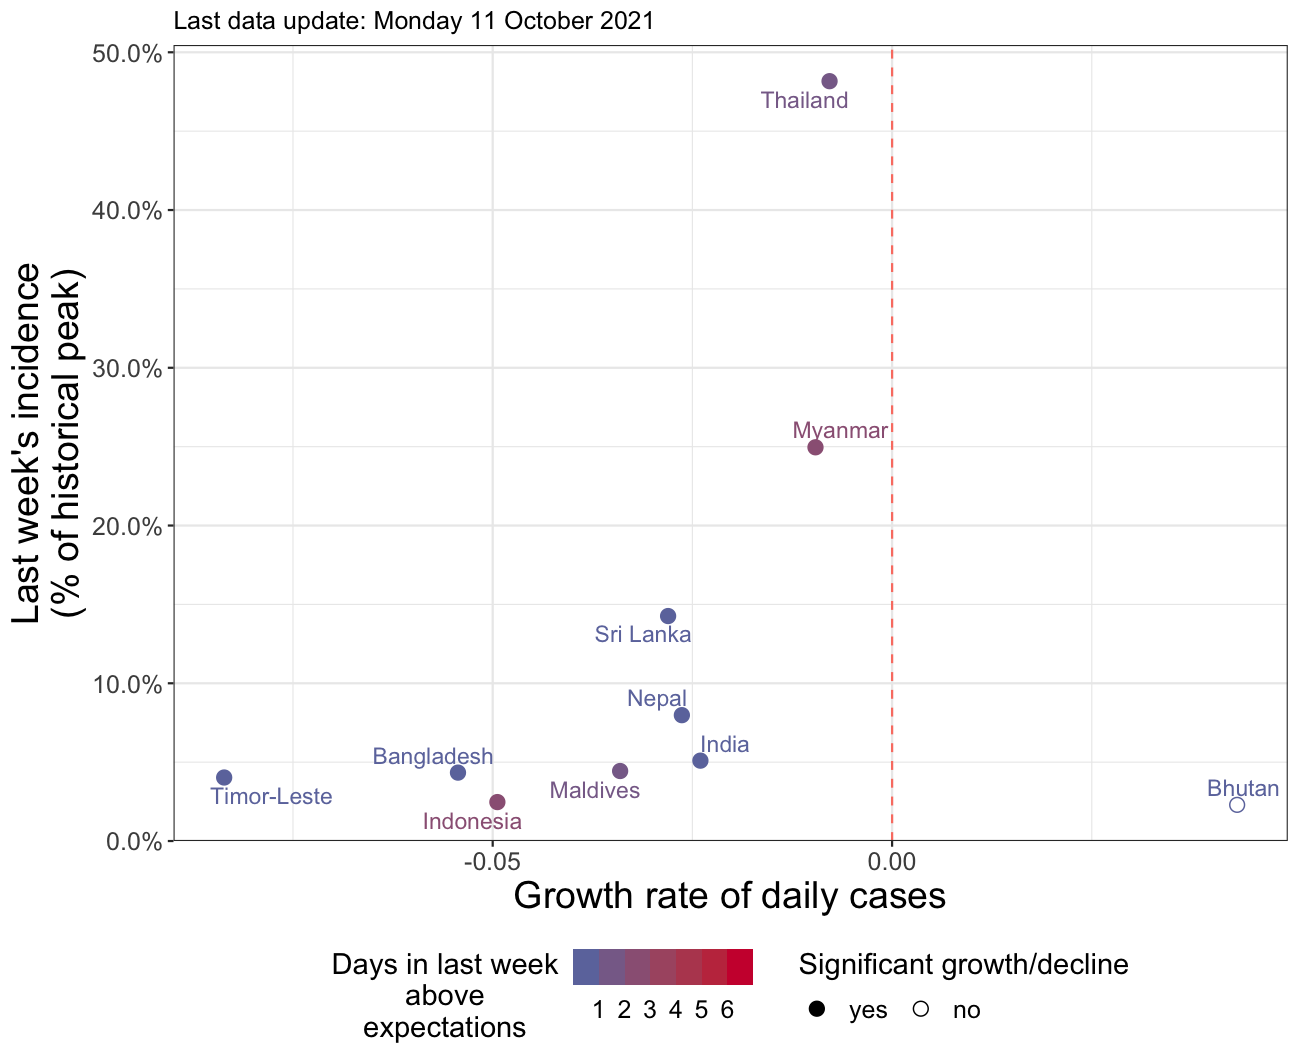 Last data update: Monday 11 October 2021
50.0%
40.0%
30.0%
20.0%
10.0%
0.0%
Last week's incidence
(% of historical peak)
Thailand
Myanmar
Sri Lanka
Nepal
India
Bangladesh
Maldives
Timor-Leste
Indonesia
Bhutan
-0.05 0.00
Growth rate of daily cases
Days in last week
above
expectations
1 2 3 4 5 6
Significant growth/decline
yes no